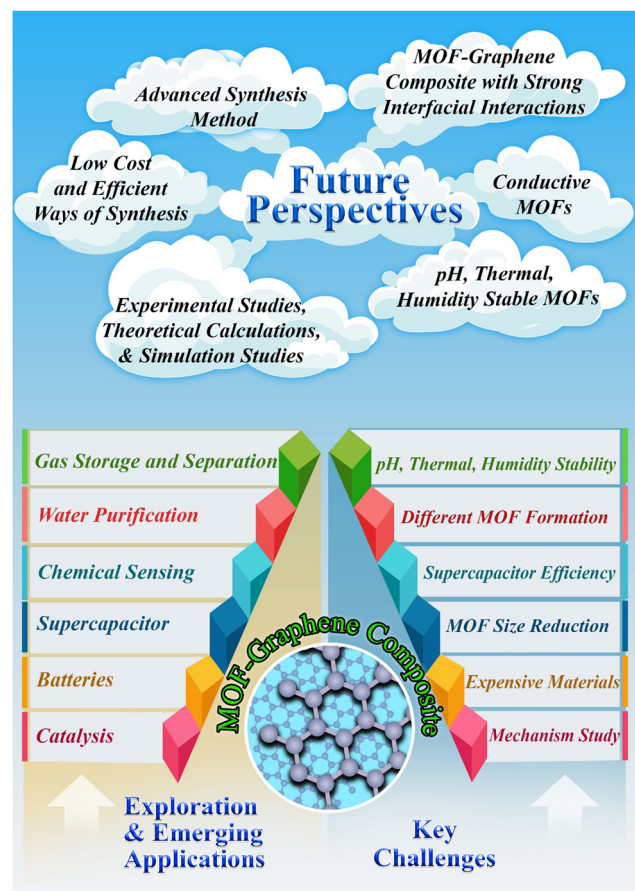 Advanced Synthesis
Method
MOF-Graphene
Composite with Strong
Interfacial Interactions
Low Cost
and Efficient
Ways of Synthesis
Future
Perspectives
Conductive
MOFs
Experimental Studies,
Theoretical Calculations,
& Simulation Studies
pH, Thermal,
Humidity Stable MOFs
Gas Storage and Separation
Water Purification
Chemical Sensing
Supercapacitor
Batteries
Catalysis
pH, Thermal, Humidity Stability
Different MOF Formation
Supercapacitor Efficiency
MOF Size Reduction
Expensive Materials
Mechanism Study
MOF-Graphene Composite
Exploration
& Emerging
Applications
Key
Challenges